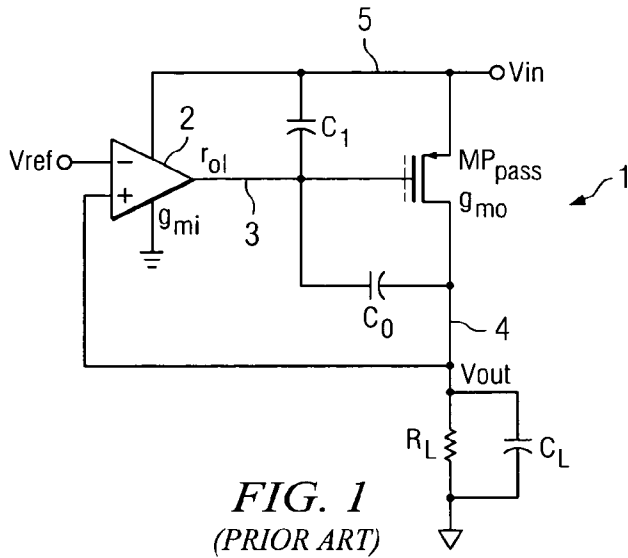 5
Vin
2
C1
Vref
−
rol
MPpass
1
+
gmi
3
gmo
C0
4
Vout
RL
CL
FIG. 1
(PRIOR ART)